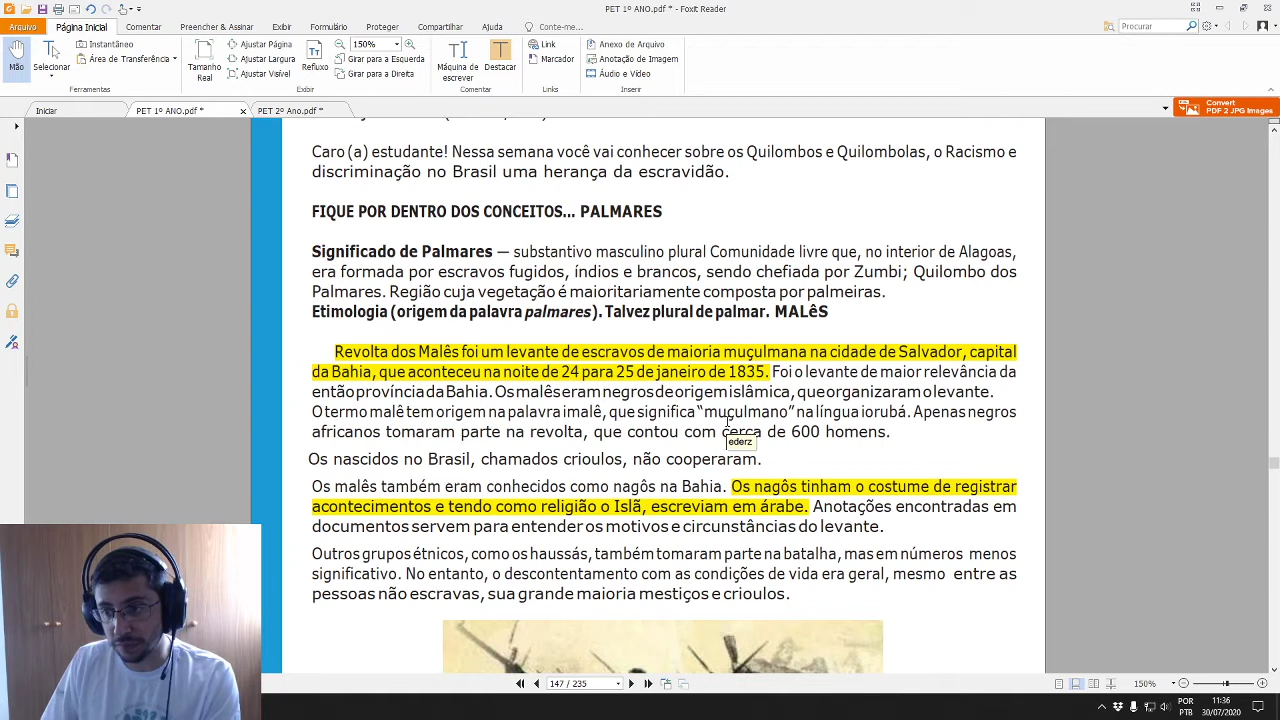 PET 1º ANO.pdf * - Foxit Reader
Arquivo Página Inicial Comentar Preencher & Assinar Exibir Formulário Proteger Compartilhar Ajuda Conte-me... Procurar
Mão
Selecionar
Instantâneo
Área de Transferência
Ferramentas
Tamanho Real
Ajustar Página
Ajustar Largura
Ajustar Visível
Refluxo
150%
Girar para a Esquerda
Girar para a Direita
Exibir
Máquina de escrever
Destacar
Comentar
Link
Marcador
Links
Anexo de Arquivo
Anotação de Imagem
Áudio e Vídeo
Inserir
Iniciar PET 1º ANO.pdf * PET 2º Ano.pdf *
Convert
PDF 2 JPG Images
Caro (a) estudante! Nessa semana você vai conhecer sobre os Quilombos e Quilombolas, o Racismo e
discriminação no Brasil uma herança da escravidão.
FIQUE POR DENTRO DOS CONCEITOS... PALMARES
Significado de Palmares — substantivo masculino plural Comunidade livre que, no interior de Alagoas,
era formada por escravos fugidos, índios e brancos, sendo chefiada por Zumbi; Quilombo dos
Palmares. Região cuja vegetação é maioritariamente composta por palmeiras.
Etimologia (origem da palavra palmares). Talvez plural de palmar. MALêS
Revolta dos Malês foi um levante de escravos de maioria muçulmana na cidade de Salvador, capital
da Bahia, que aconteceu na noite de 24 para 25 de janeiro de 1835. Foi o levante de maior relevância da
então província da Bahia. Os malês eram negros de origem islâmica, que organizaram o levante.
O termo malê tem origem na palavra imalê, que significa “muçulmano” na língua iorubá. Apenas negros
africanos tomaram parte na revolta, que contou com cerca de 600 homens.
ederz
Os nascidos no Brasil, chamados crioulos, não cooperaram.
Os malês também eram conhecidos como nagôs na Bahia. Os nagôs tinham o costume de registrar
acontecimentos e tendo como religião o Islã, escreviam em árabe. Anotações encontradas em
documentos servem para entender os motivos e circunstâncias do levante.
Outros grupos étnicos, como os haussás, também tomaram parte na batalha, mas em números menos
significativo. No entanto, o descontentamento com as condições de vida era geral, mesmo entre as
pessoas não escravas, sua grande maioria mestiços e crioulos.
147 / 235
150%
POR
PTB
11:36
30/07/2020